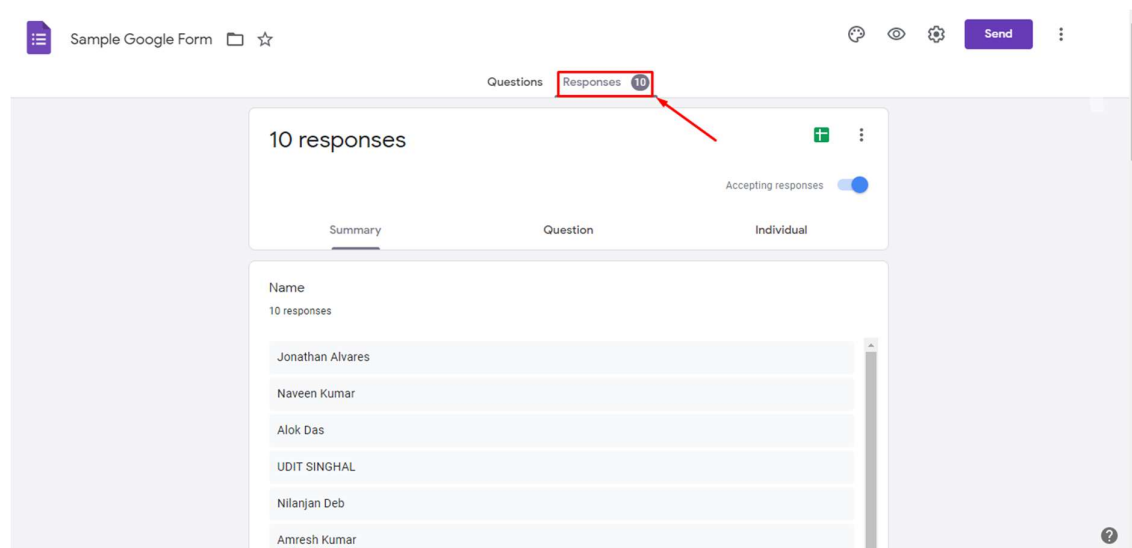 Sample Google Form
Send
Questions Responses 10
10 responses
Accepting responses
Summary Question Individual
Name
10 responses
Jonathan Alvares
Naveen Kumar
Alok Das
UDIT SINGHAL
Nilanjan Deb
Amresh Kumar